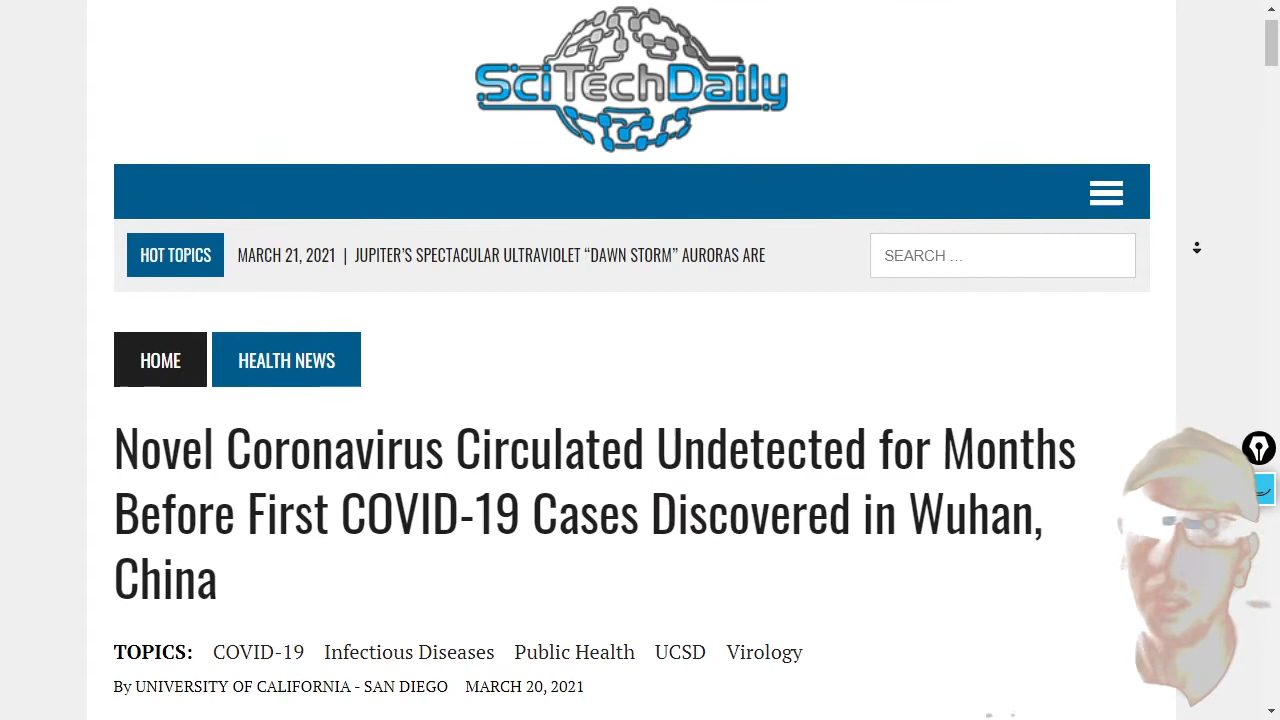 SciTechDaily
HOT TOPICS
MARCH 21, 2021 | JUPITER'S SPECTACULAR ULTRAVIOLET “DAWN STORM” AURORAS ARE
SEARCH ...
HOME
HEALTH NEWS
Novel Coronavirus Circulated Undetected for Months
Before First COVID-19 Cases Discovered in Wuhan,
China
TOPICS: COVID-19 Infectious Diseases Public Health UCSD Virology
By UNIVERSITY OF CALIFORNIA - SAN DIEGO MARCH 20, 2021